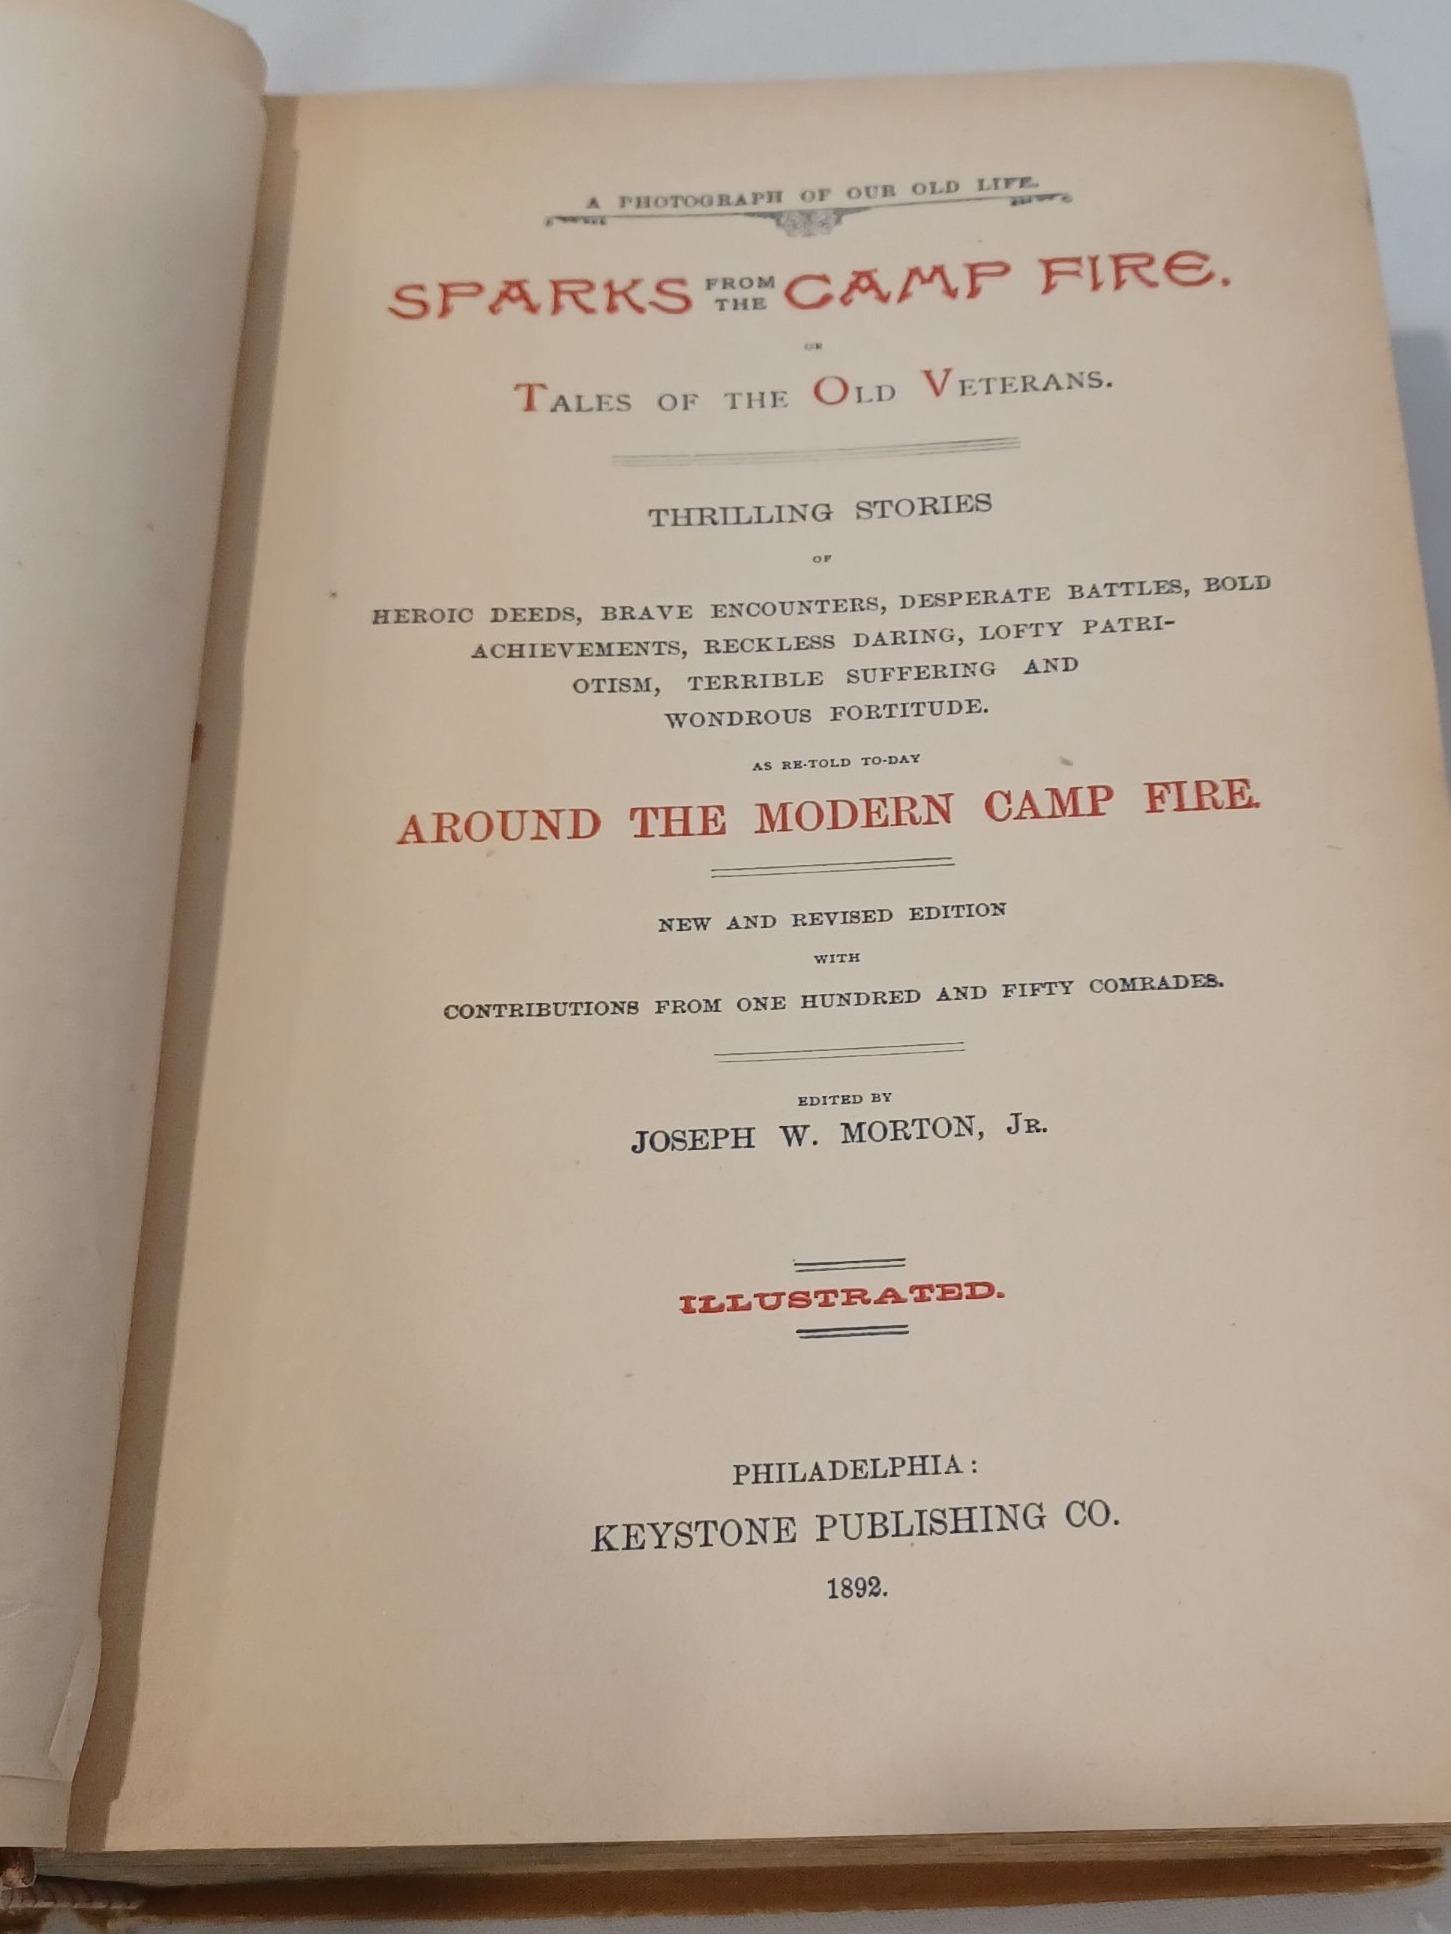 A PHOTOGRAPH OF OUR OLD LIFE.
SPARKS FROM THE CAMP FIRE.
OR
TALES OF THE OLD VETERANS.
THRILLING STORIES
OF
HEROIC DEEDS, BRAVE ENCOUNTERS, DESPERATE BATTLES, BOLD
ACHIEVEMENTS, RECKLESS DARING, LOFTY PATRI-
OTISM, TERRIBLE SUFFERING AND
WONDROUS FORTITUDE.
AS RE-TOLD TO-DAY
AROUND THE MODERN CAMP FIRE.
NEW AND REVISED EDITION
WITH
CONTRIBUTIONS FROM ONE HUNDRED AND FIFTY COMRADES.
EDITED BY
JOSEPH W. MORTON, JR.
ILLUSTRATED.
PHILADELPHIA:
KEYSTONE PUBLISHING CO.
1892.